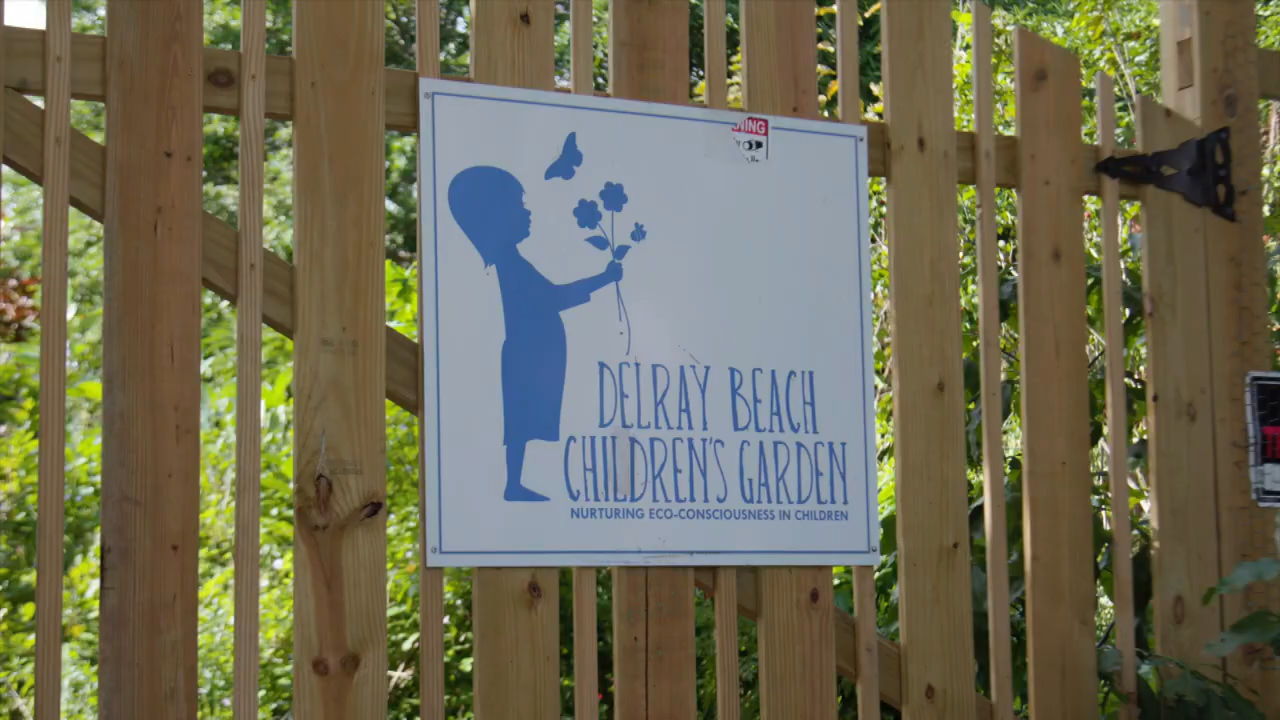 DELRAY BEACH
CHILDREN'S GARDEN
NURTURING ECO-CONSCIOUSNESS IN CHILDREN